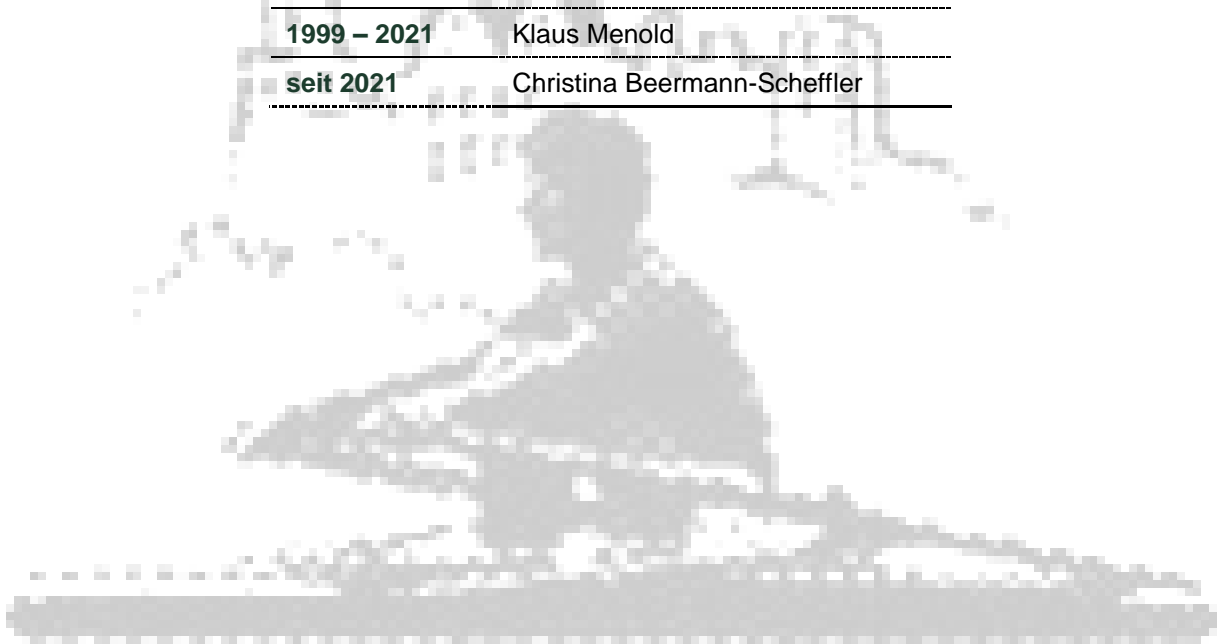 1999 – 2021 Klaus Menold
seit 2021 Christina Beermann-Scheffler